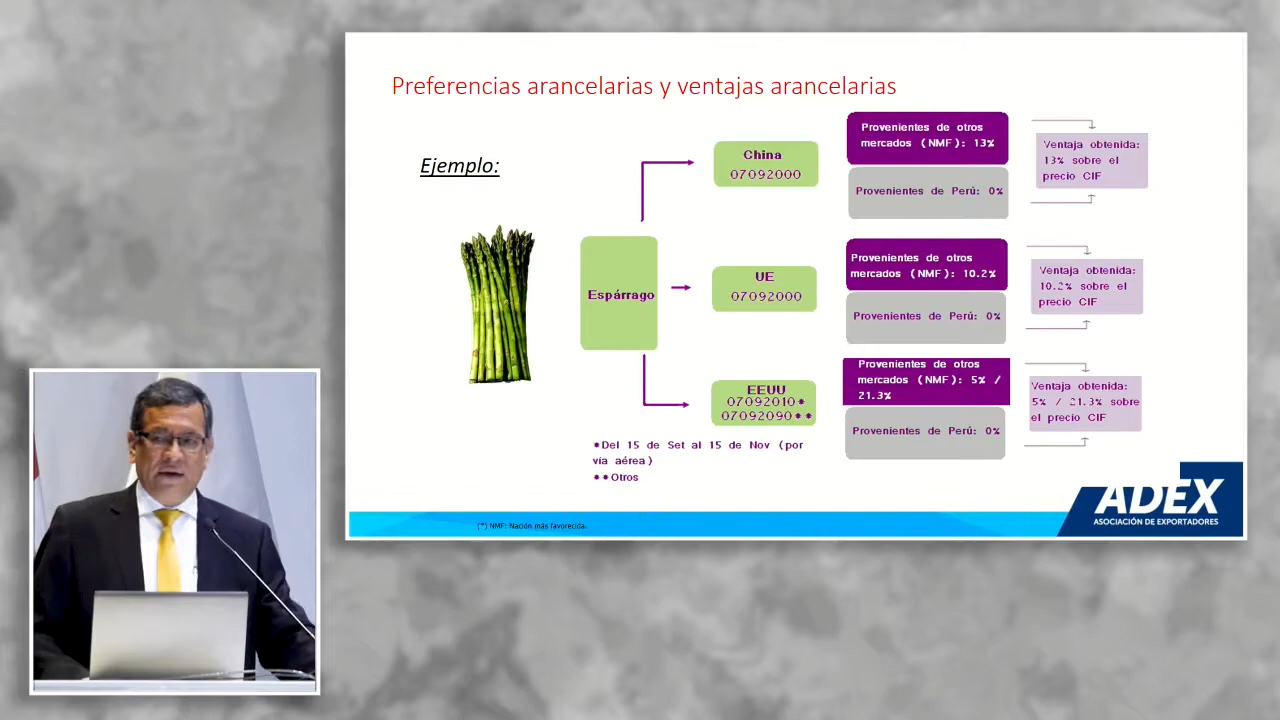 Preferencias arancelarias y ventajas arancelarias
Ejemplo:
Espárrago
China
07092000
Provenientes de otros
mercados (NMF): 13%
Provenientes de Perú: 0%
Ventaja obtenida:
13% sobre el
precio CIF
UE
07092000
Provenientes de otros
mercados (NMF): 10.2%
Provenientes de Perú: 0%
Ventaja obtenida:
10.2% sobre el
precio CIF
EEUU
07092010*
07092090**
Provenientes de otros
mercados (NMF): 5% /
21.3%
Provenientes de Perú: 0%
Ventaja obtenida:
5% / 21.3% sobre
el precio CIF
*Del 15 de Set al 15 de Nov (por
vía aérea)
**Otros
(*) NMF: Nación más favorecida.
ADEX
ASOCIACIÓN DE EXPORTADORES